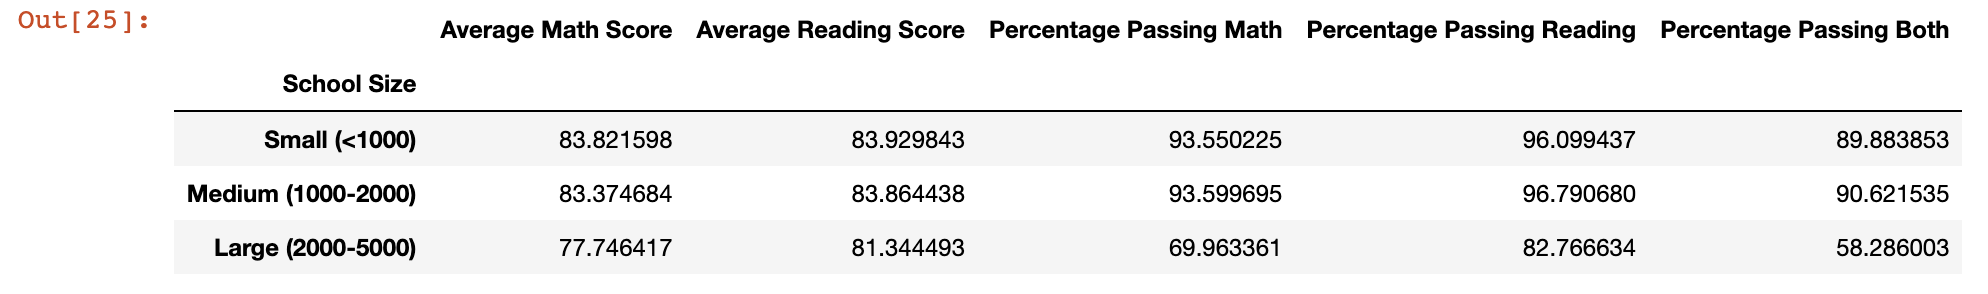 Out[25]:
Average Math Score Average Reading Score Percentage Passing Math Percentage Passing Reading Percentage Passing Both
School Size
Small (<1000) 83.821598 83.929843 93.550225 96.099437 89.883853
Medium (1000-2000) 83.374684 83.864438 93.599695 96.790680 90.621535
Large (2000-5000) 77.746417 81.344493 69.963361 82.766634 58.286003